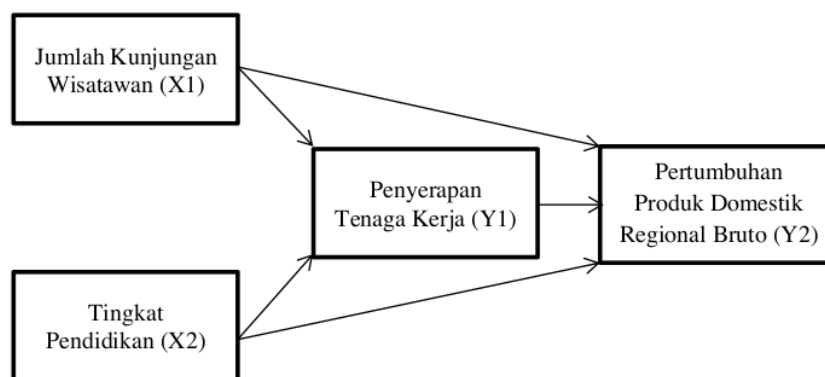 Jumlah Kunjungan
Wisatawan (X1)
Penyerapan
Tenaga Kerja (Y1)
Pertumbuhan
Produk Domestik
Regional Bruto (Y2)
Tingkat
Pendidikan (X2)